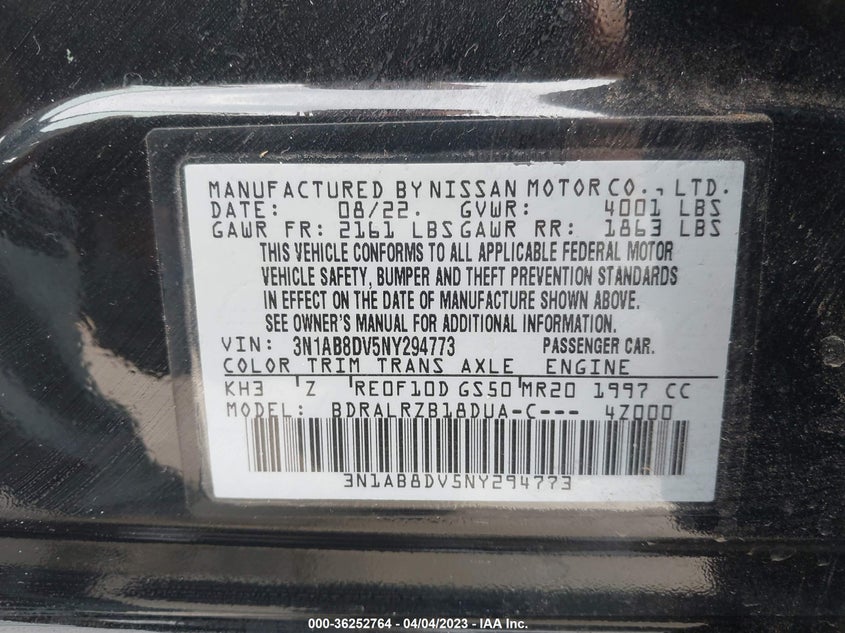 MANUFACTURED BY NISSAN MOTOR CO., LTD.
DATE: 08/22. GVWR: 4001 LBS
GAWR FR: 2161 LBS GAWR RR: 1863 LBS
THIS VEHICLE CONFORMS TO ALL APPLICABLE FEDERAL MOTOR
VEHICLE SAFETY, BUMPER AND THEFT PREVENTION STANDARDS
IN EFFECT ON THE DATE OF MANUFACTURE SHOWN ABOVE.
SEE OWNER'S MANUAL FOR ADDITIONAL INFORMATION.
VIN: 3N1AB8DV5NY294773 PASSENGER CAR.
COLOR TRIM TRANS AXLE ENGINE
KH3 'Z 'RE0F10D GS50'MR20 1997 CC
MODEL: BDRALRZB18DUA-C--- 4Z000
3N1AB8DV5NY294773
000-36252764 - 04/04/2023 - © IAA Inc.